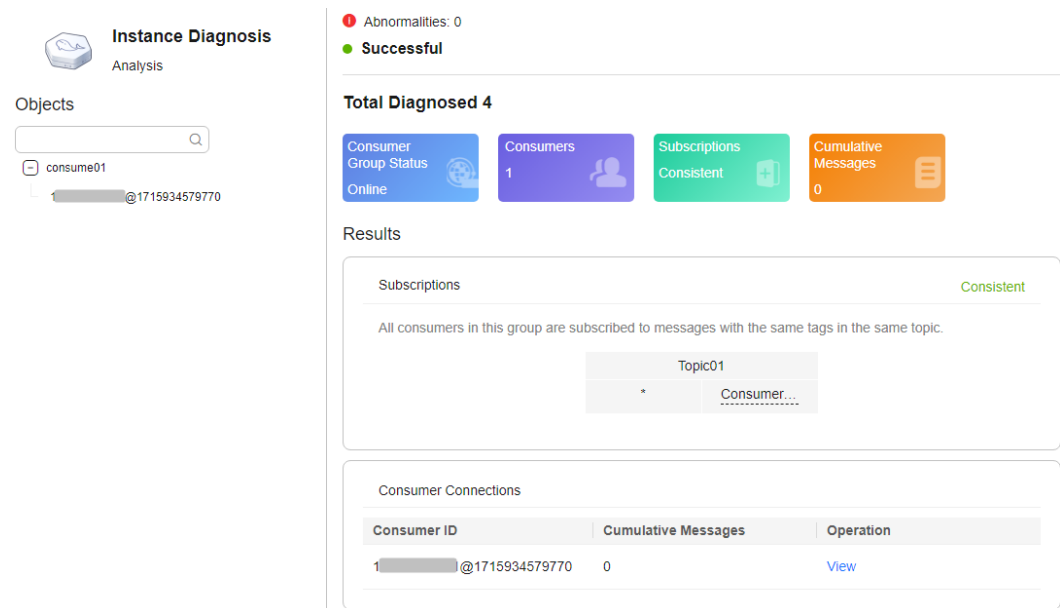 Instance Diagnosis
Analysis
Objects
consume01
@1715934579770
Abnormalities: 0
Successful
Total Diagnosed 4
Consumer
Group Status
Online
Consumers
1
Subscriptions
Consistent
Cumulative
Messages
0
Results
Subscriptions
Consistent
All consumers in this group are subscribed to messages with the same tags in the same topic.
Topic01
* Consumer...
Consumer Connections
Consumer ID Cumulative Messages Operation
@1715934579770 0 View